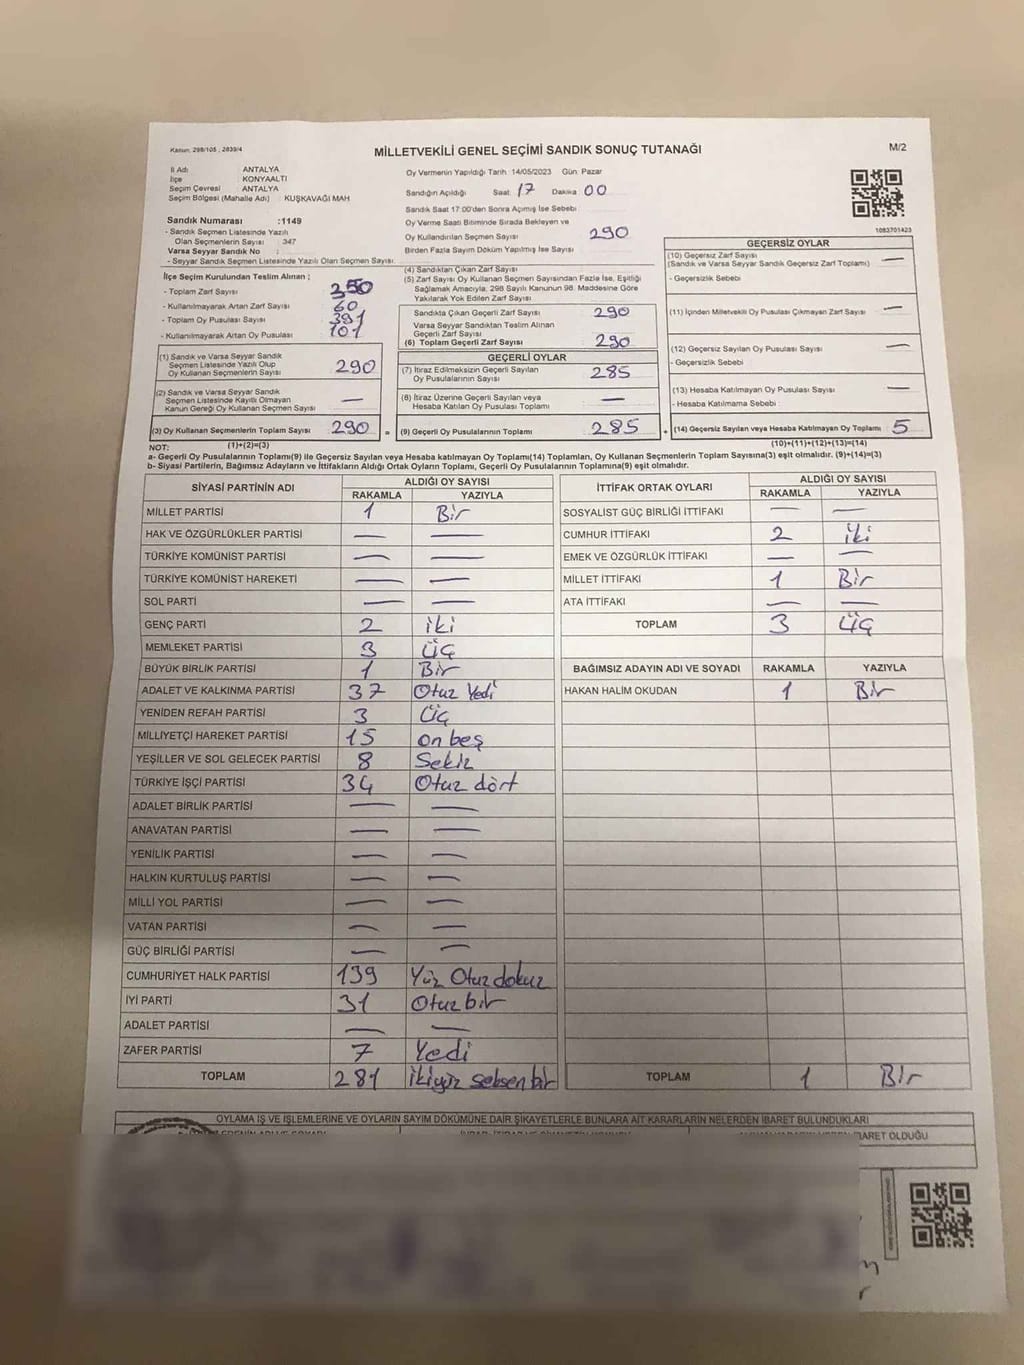 Kanun: 298/105 ; 2839/4
MİLLETVEKİLİ GENEL SEÇİMİ SANDIK SONUÇ TUTANAĞI
M/2
İl Adı ANTALYA
İlçe KONYAALTI
Seçim Çevresi ANTALYA
Seçim Bölgesi (Mahalle Adı) : KUŞKAVAĞI MAH
Sandık Numarası :1149
- Sandık Seçmen Listesinde Yazılı
Olan Seçmenlerin Sayısı : 347
Varsa Seyyar Sandık No :
- Seyyar Sandık Seçmen Listesinde Yazılı Olan Seçmen Sayısı:
Oy Vermenin Yapıldığı Tarih 14/05/2023 Gün Pazar
Sandığın Açıldığı Saat 17 Dakika 00
Sandık Saat 17.00'den Sonra Açılmış İse Sebebi
Oy Verme Saati Bitiminde Sırada Bekleyen ve
Oy Kullandırılan Seçmen Sayısı 290
Birden Fazla Sayım Döküm Yapılmış İse Sayısı
1083701423
İlçe Seçim Kurulundan Teslim Alınan ;
- Toplam Zarf Sayısı 350
- Kullanılmayarak Artan Zarf Sayısı 60
- Toplam Oy Pusulası Sayısı 391
- Kullanılmayarak Artan Oy Pusulası 101
(1) Sandık ve Varsa Seyyar Sandık
Seçmen Listesinde Yazılı Olup
Oy Kullanan Seçmenlerin Sayısı 290
(2) Sandık ve Varsa Seyyar Sandık
Seçmen Listesinde Kayıtlı Olmayan
Kanun Gereği Oy Kullanan Seçmen Sayısı —
(3) Oy Kullanan Seçmenlerin Toplam Sayısı 290 =
(4) Sandıktan Çıkan Zarf Sayısı
(5) Zarf Sayısı Oy Kullanan Seçmen Sayısından Fazla İse, Eşitliği
Sağlamak Amacıyla; 298 Sayılı Kanunun 98. Maddesine Göre
Yakılarak Yok Edilen Zarf Sayısı
Sandıkta Çıkan Geçerli Zarf Sayısı 290
Varsa Seyyar Sandıktan Teslim Alınan
Geçerli Zarf Sayısı
(6) Toplam Geçerli Zarf Sayısı 290
GEÇERLİ OYLAR
(7) İtiraz Edilmeksizin Geçerli Sayılan
Oy Pusulalarının Sayısı 285
(8) İtiraz Üzerine Geçerli Sayılan veya
Hesaba Katılan Oy Pusulası Toplamı —
(9) Geçerli Oy Pusulalarının Toplamı 285 +
GEÇERSİZ OYLAR
(10) Geçersiz Zarf Sayısı
(Sandık ve Varsa Seyyar Sandık Geçersiz Zarf Toplamı) —
- Geçersizlik Sebebi :
(11) İçinden Milletvekili Oy Pusulası Çıkmayan Zarf Sayısı —
(12) Geçersiz Sayılan Oy Pusulası Sayısı —
- Geçersizlik Sebebi :
(13) Hesaba Katılmayan Oy Pusulası Sayısı —
- Hesaba Katılmama Sebebi :
(14) Geçersiz Sayılan veya Hesaba Katılmayan Oy Toplamı 5
NOT: (1)+(2)=(3) (10)+(11)+(12)+(13)=(14)
a- Geçerli Oy Pusulalarının Toplamı(9) ile Geçersiz Sayılan veya Hesaba katılmayan Oy Toplamı(14) Toplamları, Oy Kullanan Seçmenlerin Toplam Sayısına(3) eşit olmalıdır. (9)+(14)=(3)
b- Siyasi Partilerin, Bağımsız Adayların ve İttifakların Aldığı Ortak Oyların Toplamı, Geçerli Oy Pusulalarının Toplamına(9) eşit olmalıdır.
SİYASİ PARTİNİN ADI ALDIĞI OY SAYISI
RAKAMLA YAZIYLA
MİLLET PARTİSİ 1 Bir
HAK VE ÖZGÜRLÜKLER PARTİSİ — —
TÜRKİYE KOMÜNİST PARTİSİ — —
TÜRKİYE KOMÜNİST HAREKETİ — —
SOL PARTİ — —
GENÇ PARTİ 2 iki
MEMLEKET PARTİSİ 3 üç
BÜYÜK BİRLİK PARTİSİ 1 Bir
ADALET VE KALKINMA PARTİSİ 37 Otuz Yedi
YENİDEN REFAH PARTİSİ 3 üç
MİLLİYETÇİ HAREKET PARTİSİ 15 on beş
YEŞİLLER VE SOL GELECEK PARTİSİ 8 Sekiz
TÜRKİYE İŞÇİ PARTİSİ 34 Otuz dört
ADALET BİRLİK PARTİSİ — —
ANAVATAN PARTİSİ — —
YENİLİK PARTİSİ — —
HALKIN KURTULUŞ PARTİSİ — —
MİLLİ YOL PARTİSİ — —
VATAN PARTİSİ — —
GÜÇ BİRLİĞİ PARTİSİ — —
CUMHURİYET HALK PARTİSİ 139 Yüz Otuz dokuz
İYİ PARTİ 31 Otuz bir
ADALET PARTİSİ — —
ZAFER PARTİSİ 7 Yedi
TOPLAM 281 ikiyüz seksen bir
İTTİFAK ORTAK OYLARI ALDIĞI OY SAYISI
RAKAMLA YAZIYLA
SOSYALİST GÜÇ BİRLİĞİ İTTİFAKI — —
CUMHUR İTTİFAKI 2 iki
EMEK VE ÖZGÜRLÜK İTTİFAKI — —
MİLLET İTTİFAKI 1 Bir
ATA İTTİFAKI — —
TOPLAM 3 üç
BAĞIMSIZ ADAYIN ADI VE SOYADI RAKAMLA YAZIYLA
HAKAN HALİM OKUDAN 1 Bir
TOPLAM 1 Bir
OYLAMA İŞ VE İŞLEMLERİNE VE OYLARIN SAYIM DÖKÜMÜNE DAİR ŞİKAYETLERLE BUNLARA AİT KARARLARIN NELERDEN İBARET BULUNDUKLARI
İBARET OLDUĞU